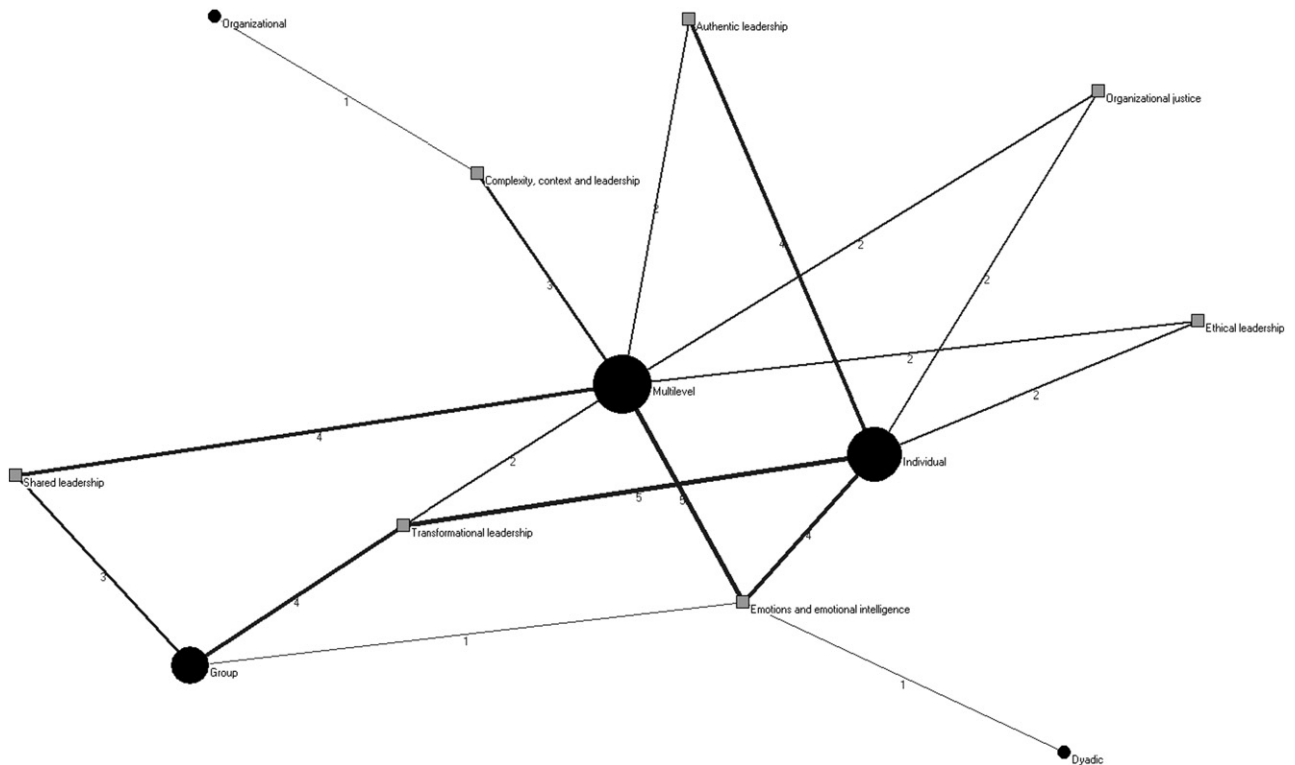 Organizational
Authentic leadership
Organizational justice
1
Complexity, context and leadership
2
4
2
2
3
Ethical leadership
2
Multilevel
2
4
Individual
2
Shared leadership
5
5
Transformational leadership
4
3
4
Emotions and emotional intelligence
1
Group
1
Dyadic